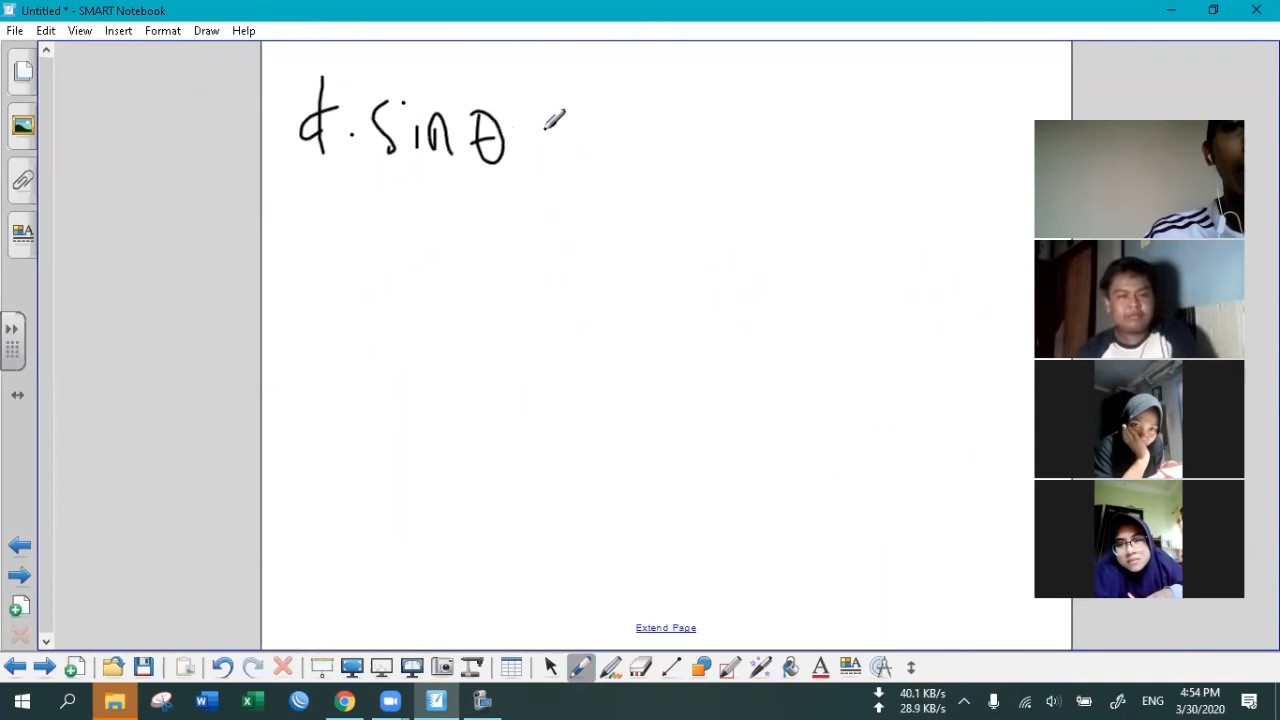 Untitled * - SMART Notebook
File Edit View Insert Format Draw Help
d. sin θ
Extend Page
40.1 KB/s
28.9 KB/s
ENG
4:54 PM
3/30/2020